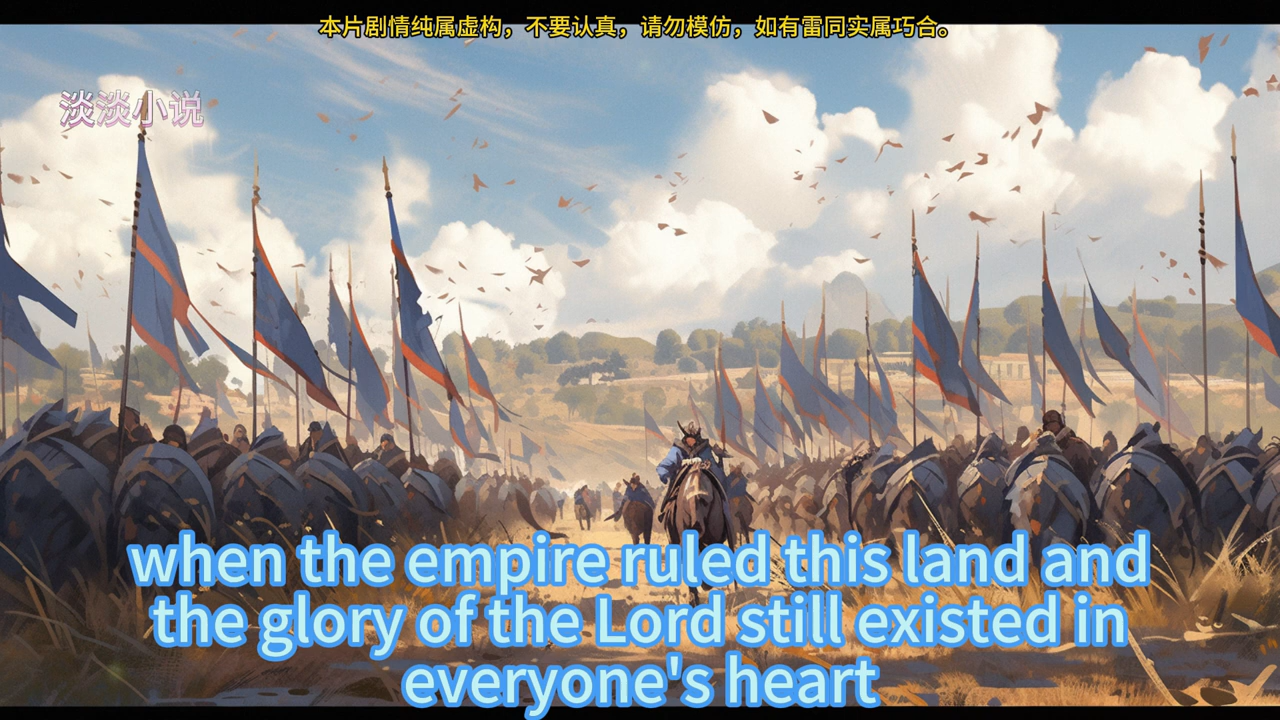 本片剧情纯属虚构，不要认真，请勿模仿，如有雷同实属巧合。
淡淡小说
when the empire ruled this land and
the glory of the Lord still existed in
everyone's heart